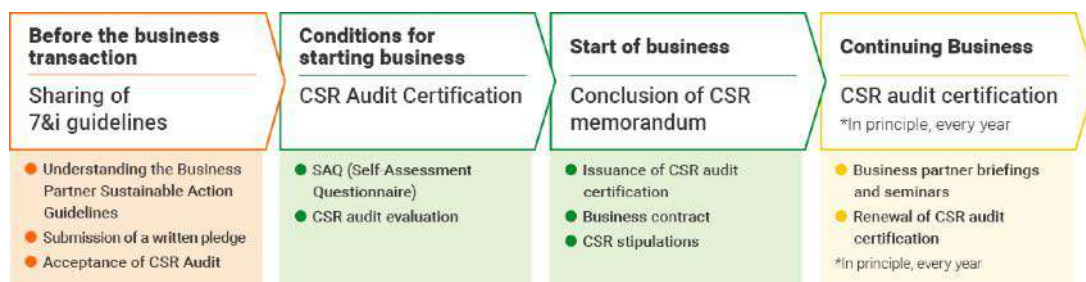 Before the business
transaction
Sharing of
7&i guidelines
Understanding the Business
Partner Sustainable Action
Guidelines
Submission of a written pledge
Acceptance of CSR Audit
Conditions for
starting business
CSR Audit Certification
SAQ (Self-Assessment
Questionnaire)
CSR audit evaluation
Start of business
Conclusion of CSR
memorandum
Issuance of CSR audit
certification
Business contract
CSR stipulations
Continuing Business
CSR audit certification
*In principle, every year
Business partner briefings
and seminars
Renewal of CSR audit
certification
*In principle, every year